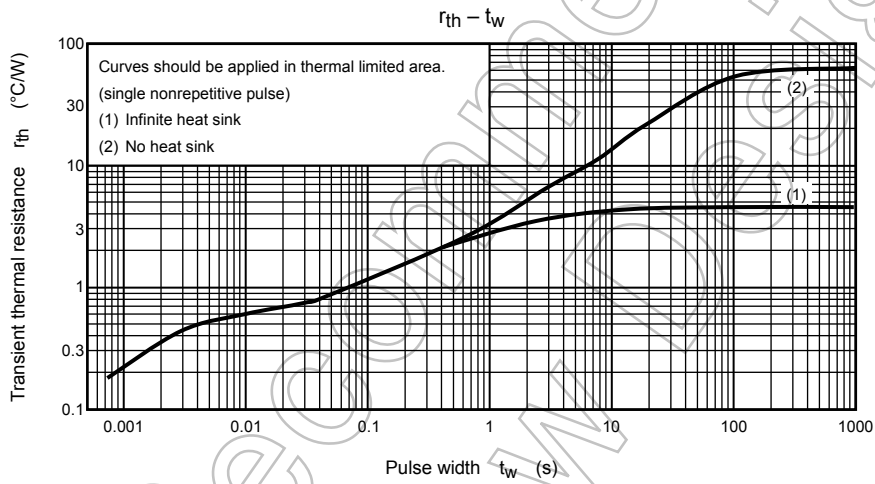 rth – tw
Curves should be applied in thermal limited area.
(single nonrepetitive pulse)
(1) Infinite heat sink
(2) No heat sink
Transient thermal resistance rth (°C/W)
100
30
10
3
1
0.3
0.1
(2)
(1)
0.001 0.01 0.1 1 10 100 1000
Pulse width tw (s)
ecomme
w Desig